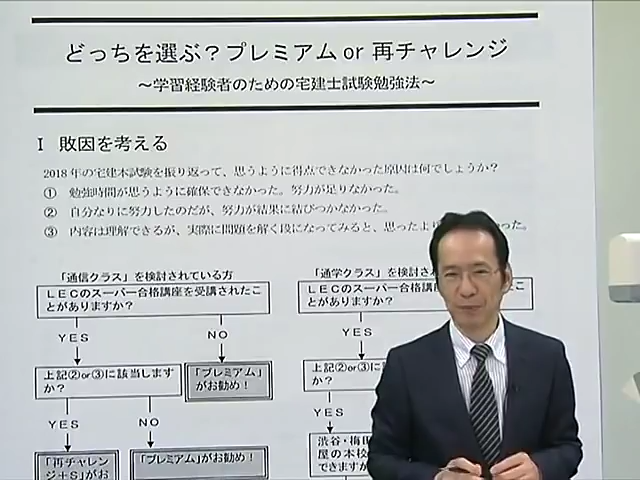 どっちを選ぶ?プレミアム or 再チャレンジ
~学習経験者のための宅建士試験勉強法~
I 敗因を考える
2018 年の宅建本試験を振り返って、思うように得点できなかった原因は何でしょうか?
① 勉強時間が思うように確保できなかった。努力が足りなかった。
② 自分なりに努力したのだが、努力が結果に結びつかなかった。
③ 内容は理解できるが、実際に問題を解く段になってみると、思ったよ かった。
「通信クラス」を検討されている方
LECのスーパー合格講座を受講されたこ
とがありますか?
YES
NO
上記②or③に該当します
か?
「プレミアム」
がお勧め!
YES
NO
「再チャレン
ジ+S」がお
「プレミアム」がお勧め!
「通学クラス」を検討さ
LECのスーパー合格講
とがありますか?
YES
上記②or③に該
か?
YES
渋谷・梅田
屋の本校
できますか